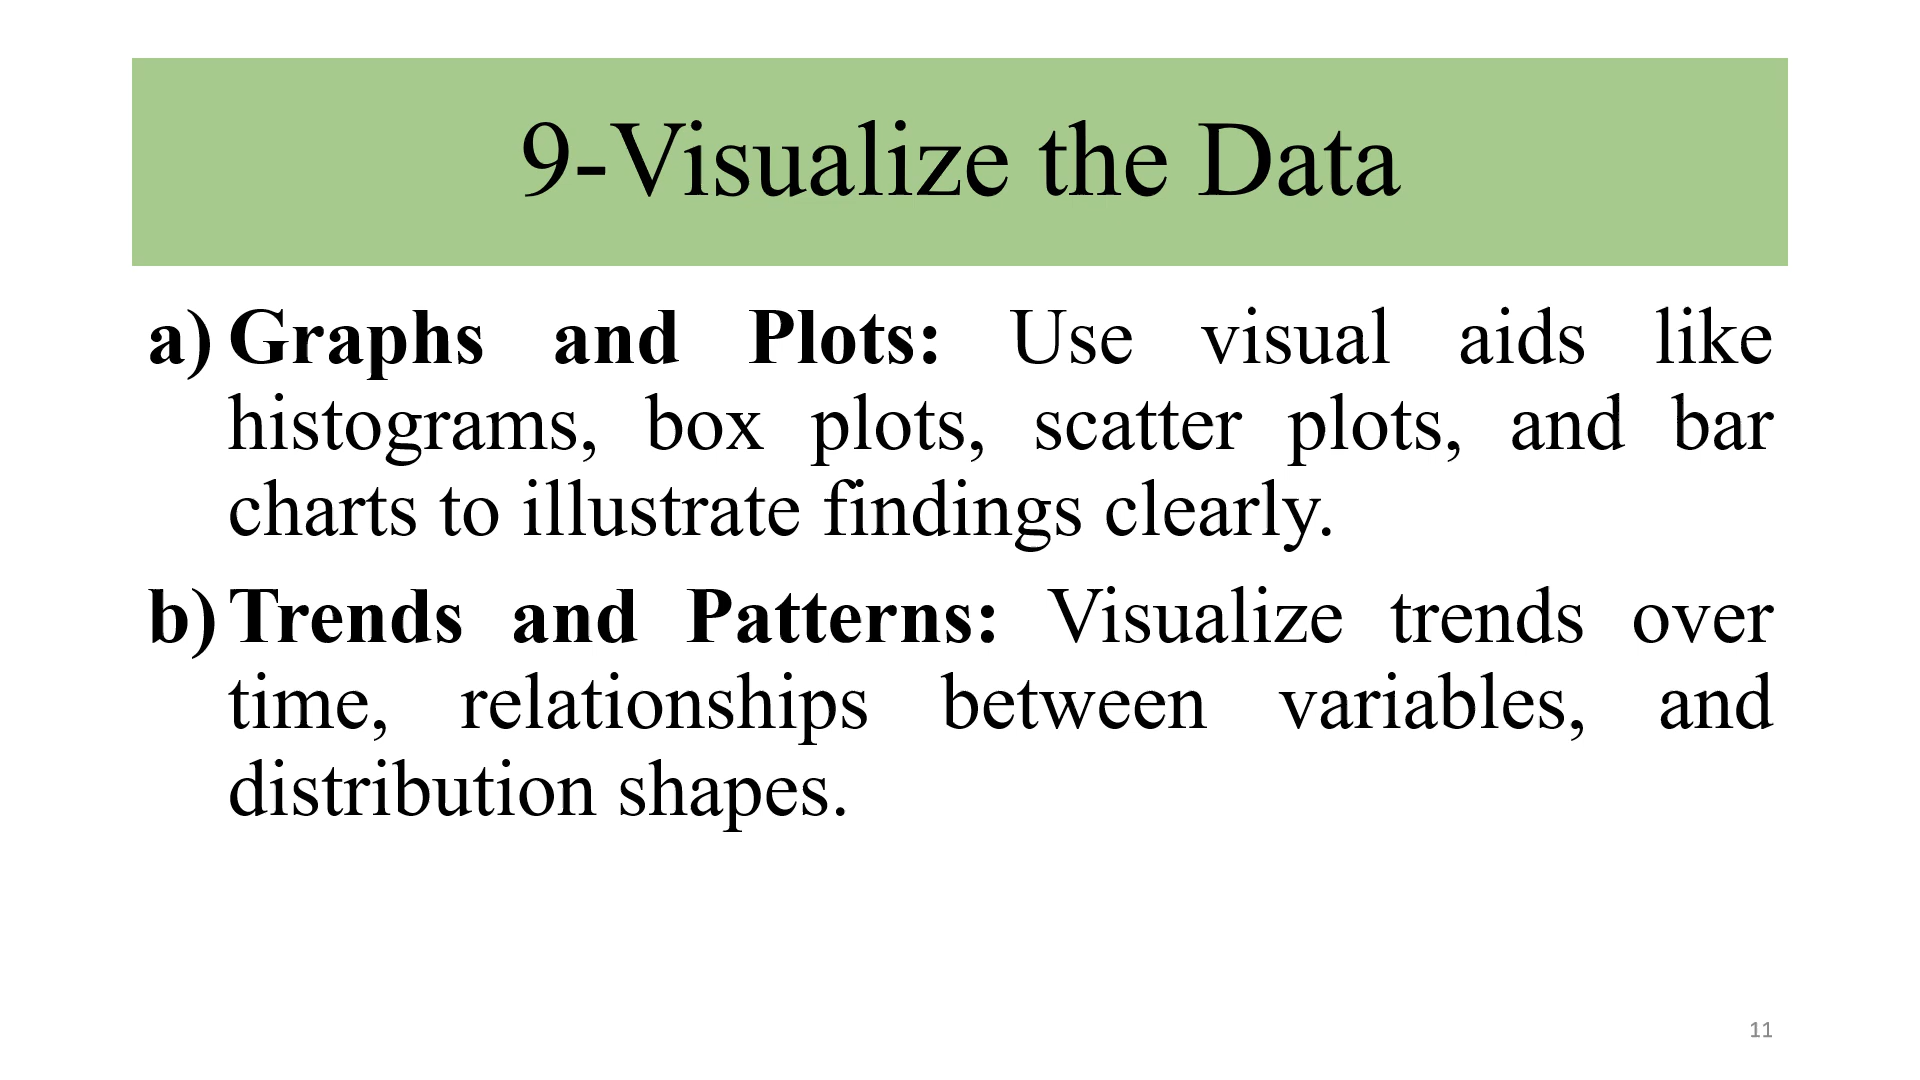 9-Visualize the Data
a) Graphs and Plots: Use visual aids like
histograms, box plots, scatter plots, and bar
charts to illustrate findings clearly.
b) Trends and Patterns: Visualize trends over
time, relationships between variables, and
distribution shapes.
11